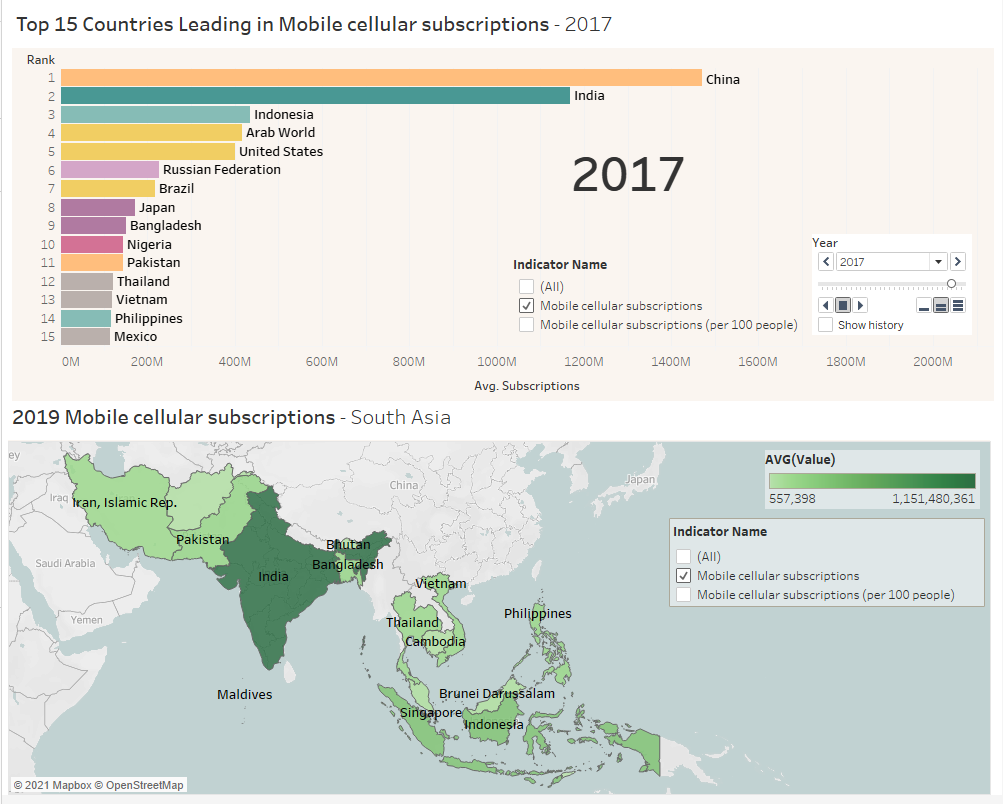 Top 15 Countries Leading in Mobile cellular subscriptions - 2017
Rank
1 China
2 India
3 Indonesia
4 Arab World
5 United States
6 Russian Federation
7 Brazil
8 Japan
9 Bangladesh
10 Nigeria
11 Pakistan
12 Thailand
13 Vietnam
14 Philippines
15 Mexico
2017
Indicator Name
(All)
Mobile cellular subscriptions
Mobile cellular subscriptions (per 100 people)
Year
2017
Show history
0M 200M 400M 600M 800M 1000M 1200M 1400M 1600M 1800M 2000M
Avg. Subscriptions
2019 Mobile cellular subscriptions - South Asia
AVG(Value)
557,398 1,151,480,361
Indicator Name
(All)
Mobile cellular subscriptions
Mobile cellular subscriptions (per 100 people)
ey
China
Japan
Iraq
Iran, Islamic Rep.
Pakistan
Bhutan
Bangladesh
Saudi Arabia
India
Vietnam
Philippines
Yemen
Thailand
Cambodia
Maldives
Brunei Darussalam
Singapore
Indonesia
© 2021 Mapbox © OpenStreetMap